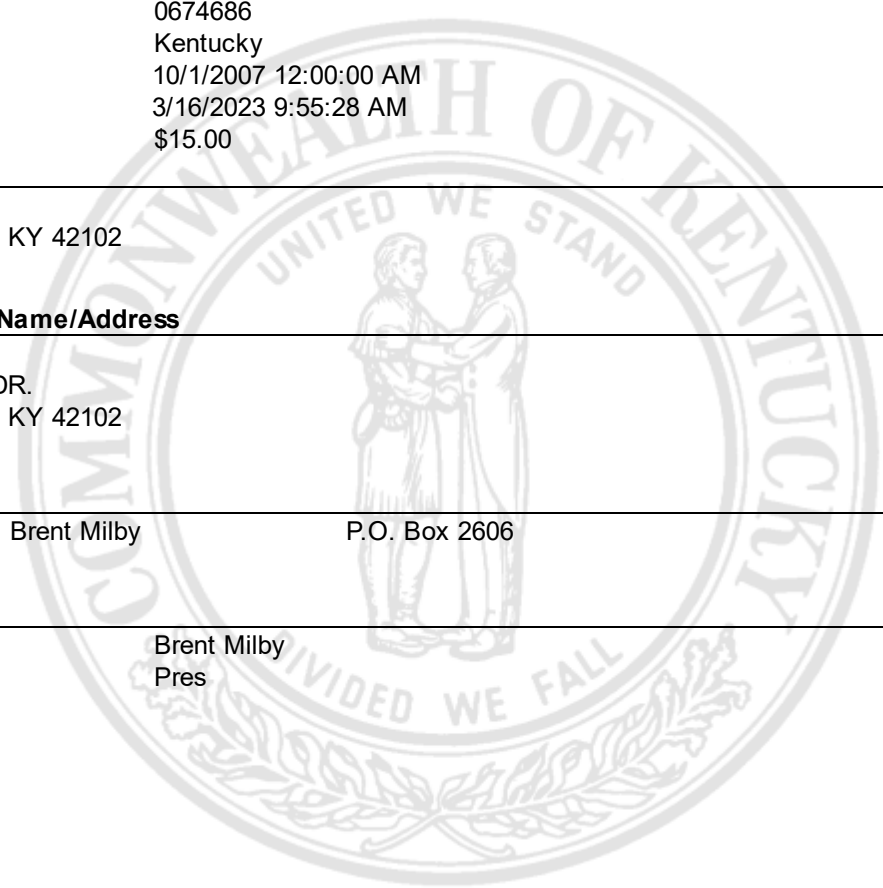 0674686
Kentucky
10/1/2007 12:00:00 AM
3/16/2023 9:55:28 AM
$15.00
KY 42102
Name/Address
DR.
KY 42102
Brent Milby P.O. Box 2606
Brent Milby
Pres
COMMONWEALTH OF KENTUCKY
UNITED WE STAND
DIVIDED WE FALL